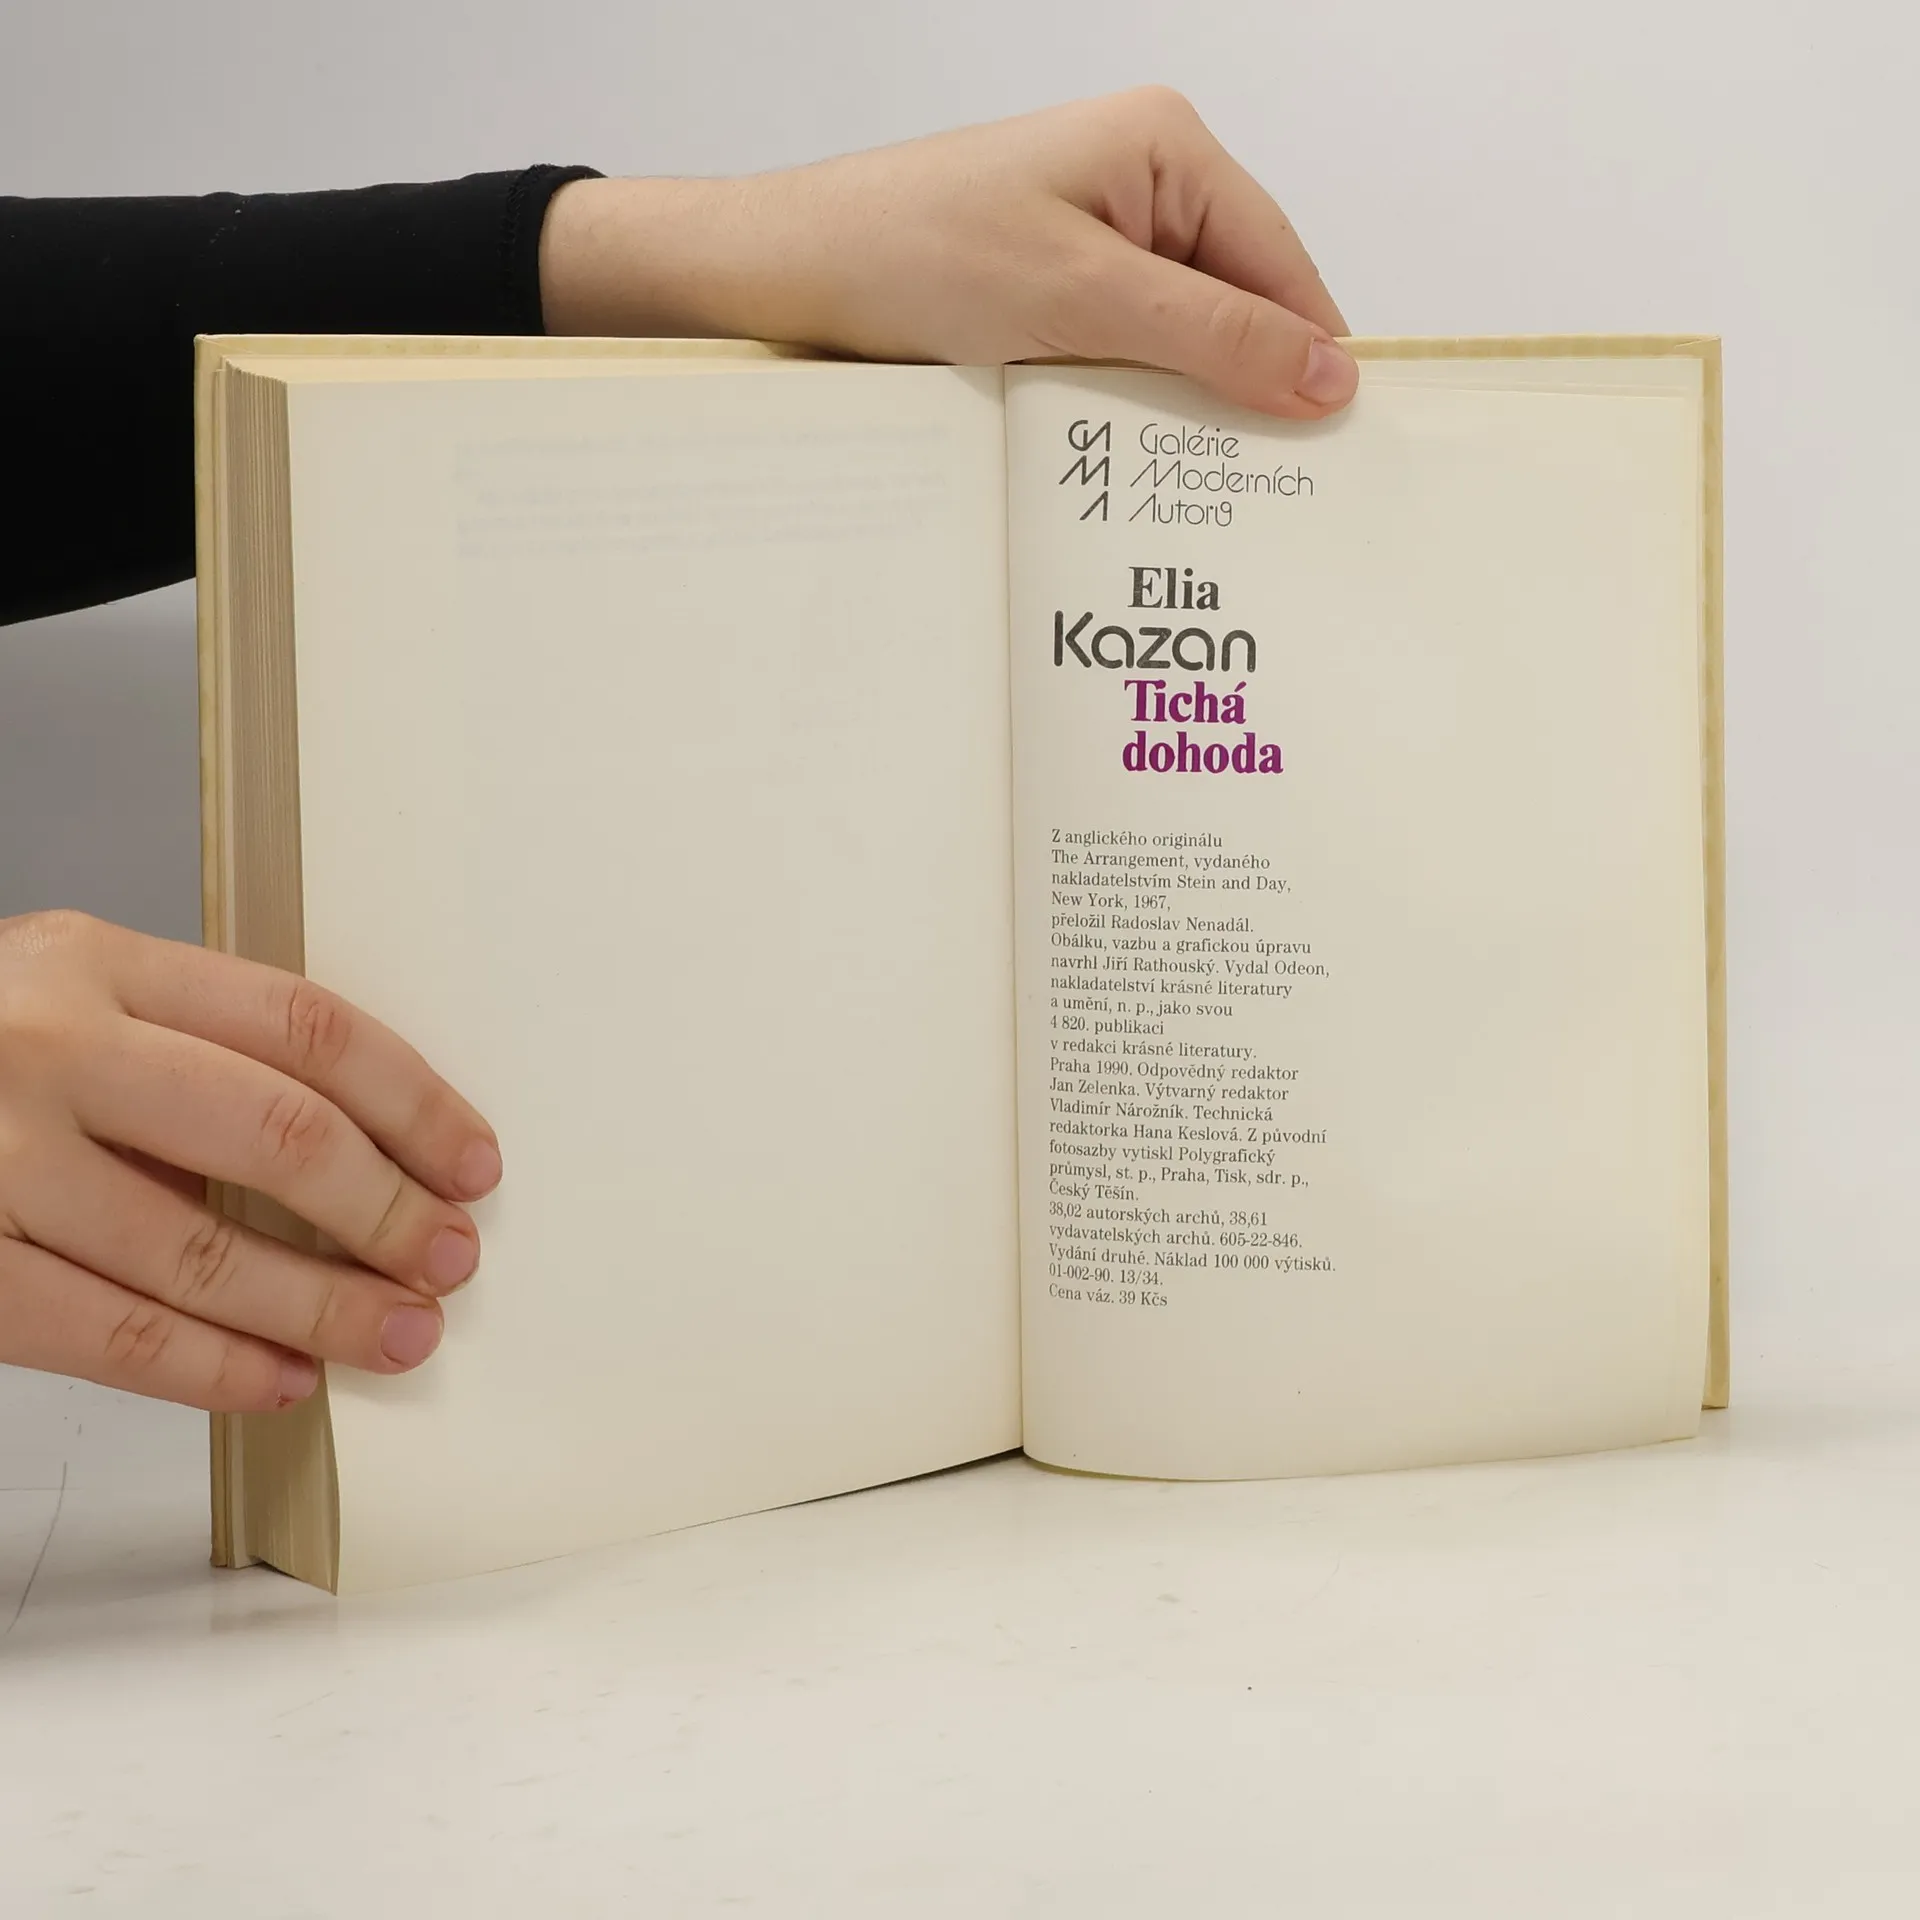 GA Galérie
M Moderních
A Autorů
Elia
Kazan
Tichá
dohoda
Z anglického originálu
The Arrangement, vydaného
nakladatelstvím Stein and Day,
New York, 1967,
přeložil Radoslav Nenadál.
Obálku, vazbu a grafickou úpravu
navrhl Jiří Rathouský. Vydal Odeon,
nakladatelství krásné literatury
a umění, n. p., jako svou
4 820. publikaci
v redakci krásné literatury.
Praha 1990. Odpovědný redaktor
Jan Zelenka. Výtvarný redaktor
Vladimír Nárožník. Technická
redaktorka Hana Keslová. Z původní
fotosazby vytiskl Polygrafický
průmysl, st. p., Praha, Tisk, sdr. p.,
Český Těšín.
38,02 autorských archů, 38,61
vydavatelských archů. 605-22-846.
Vydání druhé. Náklad 100 000 výtisků.
01-002-90. 13/34.
Cena váz. 39 Kčs